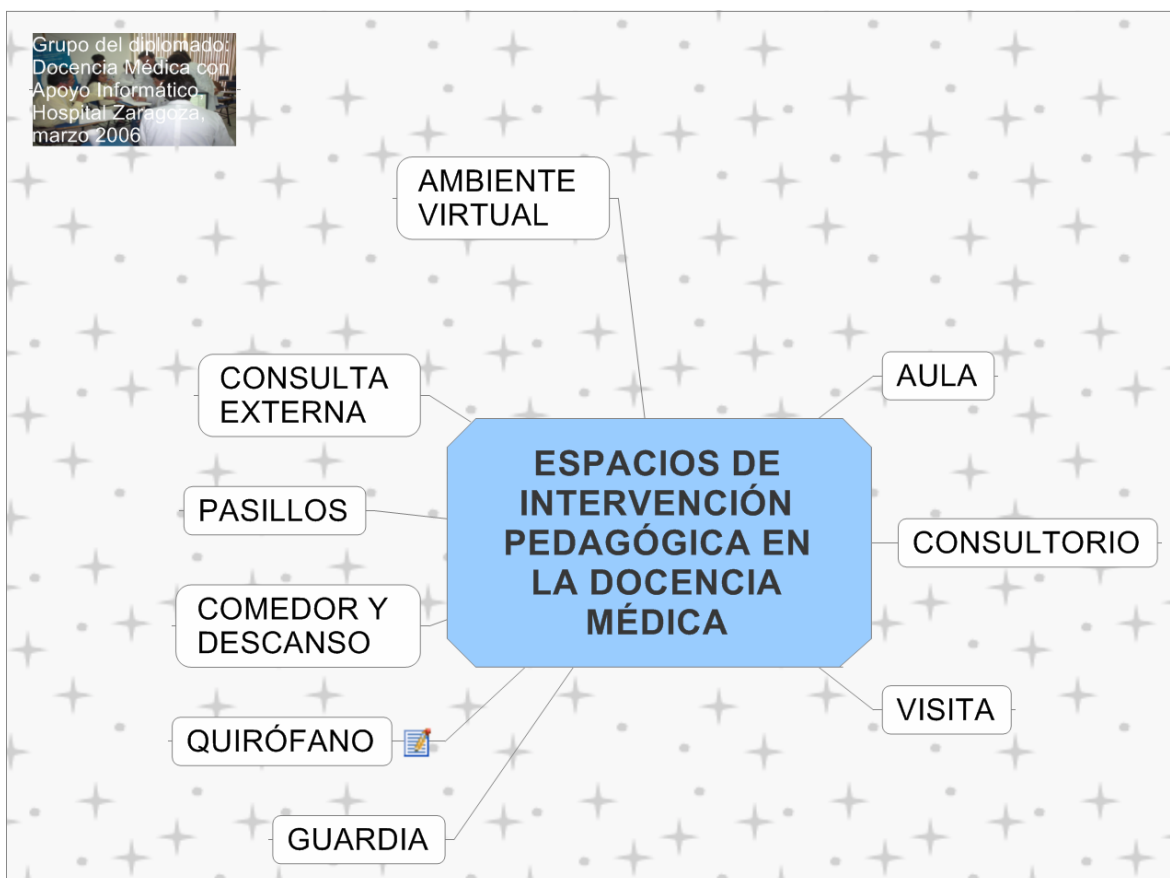 Grupo del diplomado:
Docencia Médica con
Apoyo Informático.
Hospital Zaragoza,
marzo 2006
AMBIENTE
VIRTUAL
CONSULTA
EXTERNA
AULA
ESPACIOS DE
INTERVENCIÓN
PEDAGÓGICA EN
LA DOCENCIA
MÉDICA
PASILLOS
CONSULTORIO
COMEDOR Y
DESCANSO
VISITA
QUIRÓFANO
GUARDIA